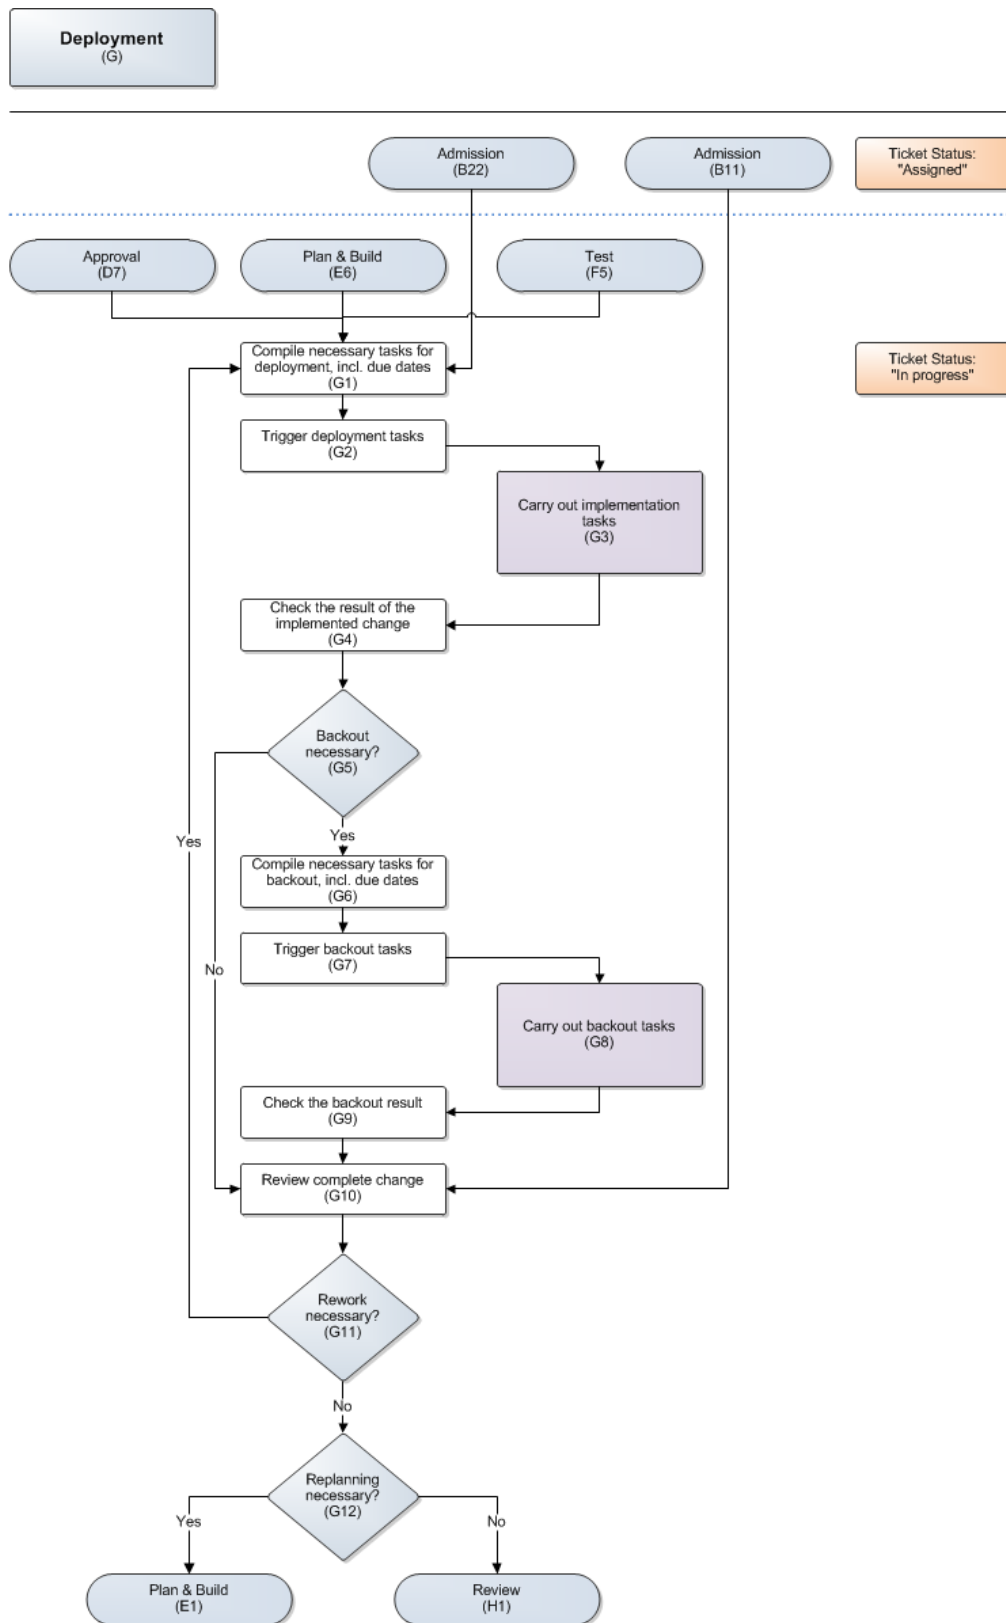 Deployment
(G)
Admission
(B22)
Admission
(B11)
Ticket Status:
"Assigned"
Approval
(D7)
Plan & Build
(E6)
Test
(F5)
Compile necessary tasks for
deployment, incl. due dates
(G1)
Ticket Status:
"In progress"
Trigger deployment tasks
(G2)
Carry out implementation
tasks
(G3)
Check the result of the
implemented change
(G4)
Backout
necessary?
(G5)
Yes
Yes
Compile necessary tasks for
backout, incl. due dates
(G6)
Trigger backout tasks
(G7)
No
Carry out backout tasks
(G8)
Check the backout result
(G9)
Review complete change
(G10)
Rework
necessary?
(G11)
No
Replanning
necessary?
(G12)
Yes
No
Plan & Build
(E1)
Review
(H1)